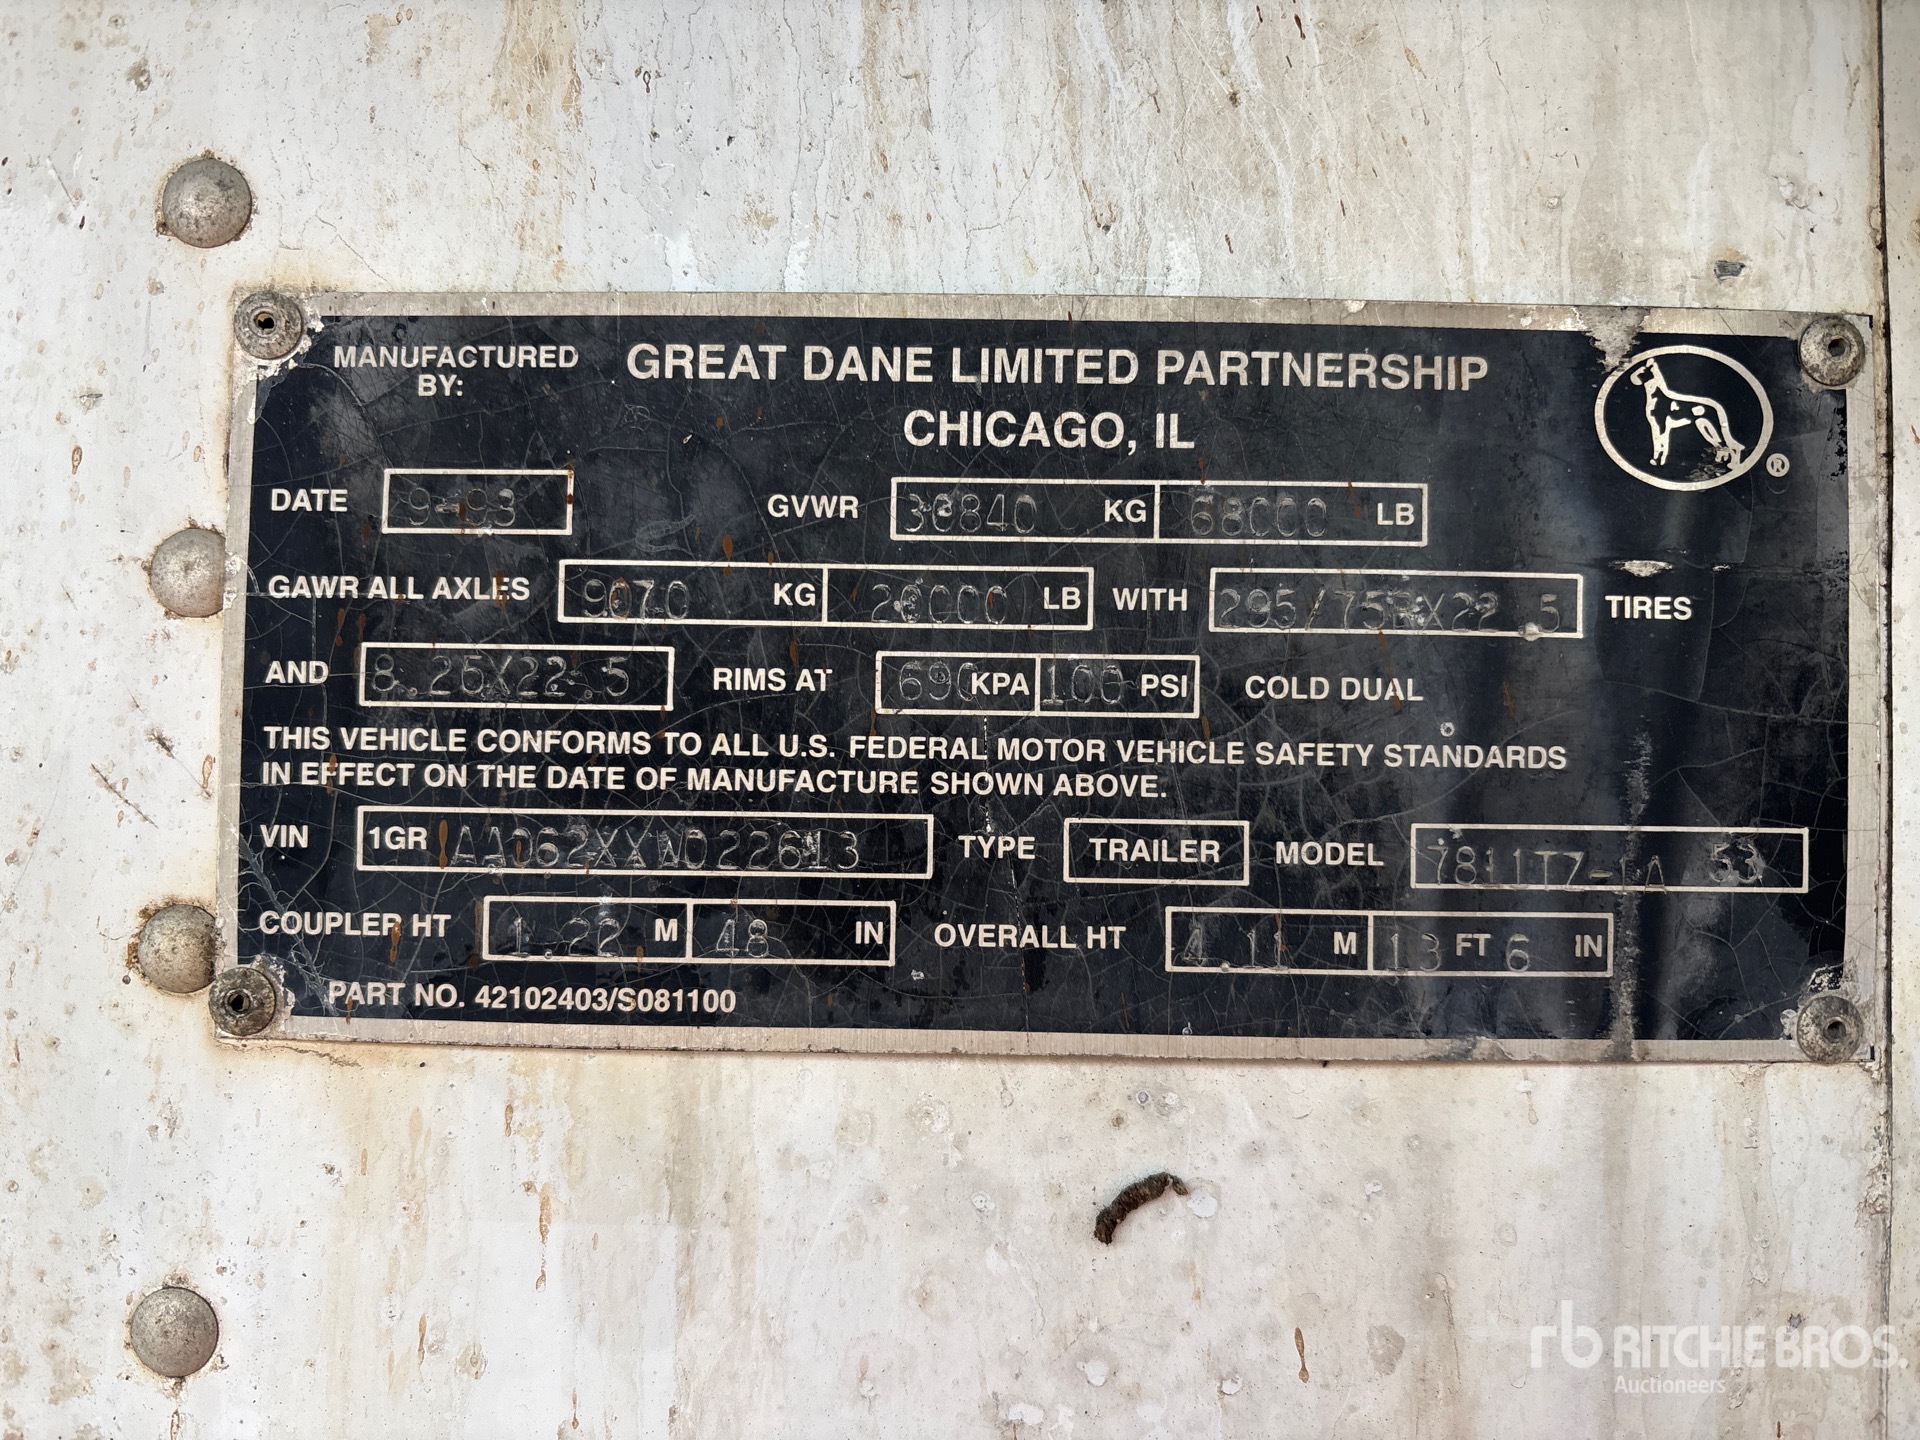 MANUFACTURED BY: GREAT DANE LIMITED PARTNERSHIP
CHICAGO, IL
®
DATE 9-93 GVWR 30840 KG 68000 LB
GAWR ALL AXLES 9070 KG 20000 LB WITH 295/75RX22.5 TIRES
AND 8.25X22.5 RIMS AT 690 KPA 100 PSI COLD DUAL
THIS VEHICLE CONFORMS TO ALL U.S. FEDERAL MOTOR VEHICLE SAFETY STANDARDS
IN EFFECT ON THE DATE OF MANUFACTURE SHOWN ABOVE.
VIN 1GR TYPE TRAILER MODEL 53
COUPLER HT 1.22 M 48 IN OVERALL HT 4.11 M 13 FT 6 IN
PART NO. 42102403/S081100
rb RITCHIE BROS.
Auctioneers